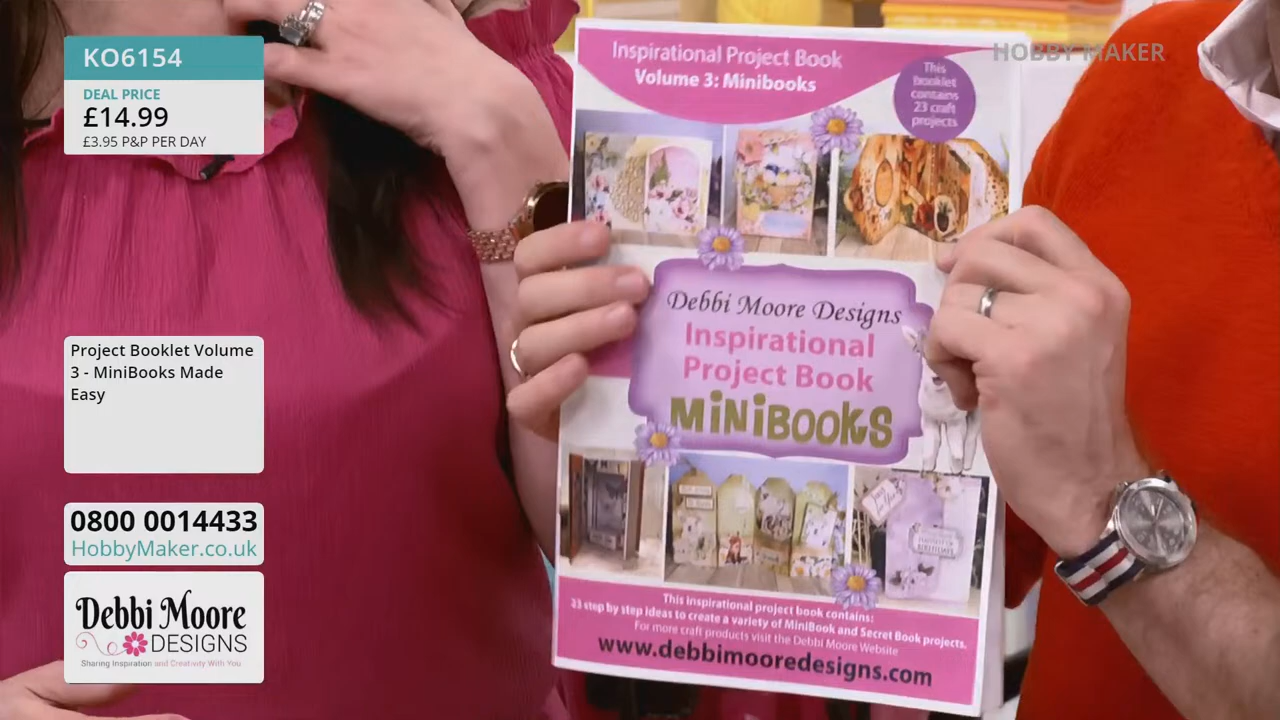 KO6154
DEAL PRICE
£14.99
£3.95 P&P PER DAY
Project Booklet Volume
3 - MiniBooks Made
Easy
0800 0014433
HobbyMaker.co.uk
Debbi Moore
DESIGNS
Sharing Inspiration and Creativity With You
HOBBY MAKER
Inspirational Project Book
Volume 3: Minibooks
This
booklet
contains
23 craft
projects
Debbi Moore Designs
Inspirational
Project Book
MiNiBOOKS
This inspirational project book contains:
23 step by step ideas to create a variety of MiniBook and Secret Book projects.
For more craft products visit the Debbi Moore Website
www.debbimooredesigns.com